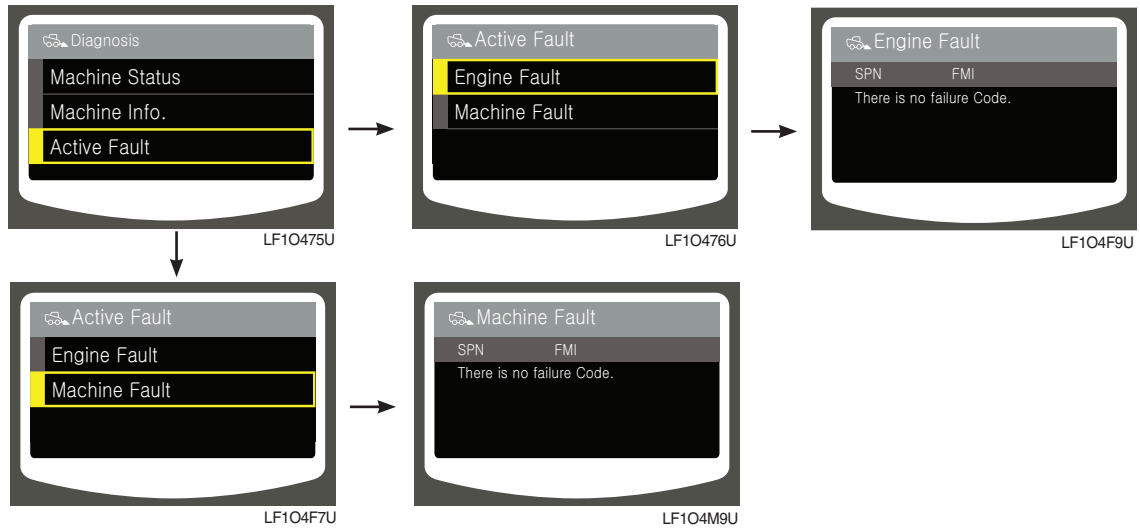 Diagnosis
Machine Status
Machine Info.
Active Fault
LF1O475U
Active Fault
Engine Fault
Machine Fault
LF1O476U
Engine Fault
SPN FMI
There is no failure Code.
LF1O4F9U
Active Fault
Engine Fault
Machine Fault
LF1O4F7U
Machine Fault
SPN FMI
There is no failure Code.
LF1O4M9U